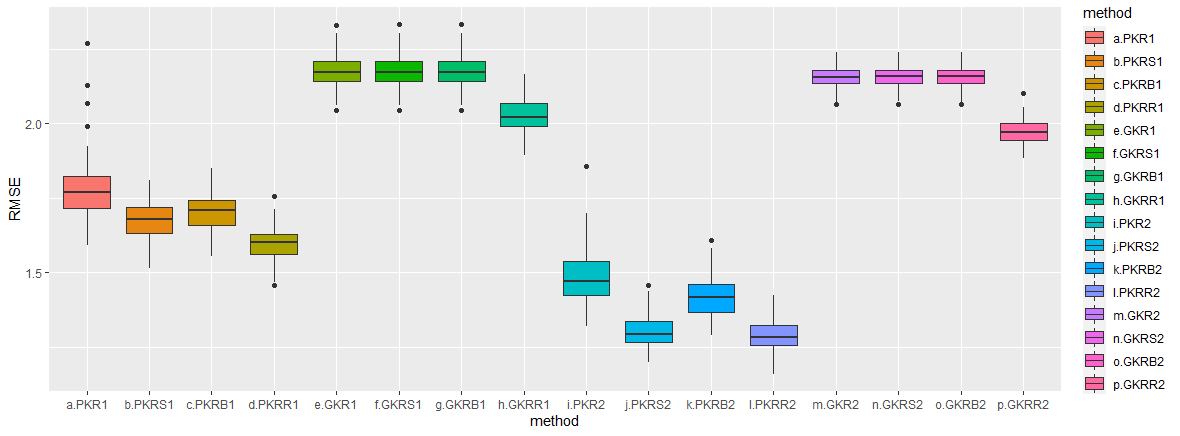 RMSE
2.0
1.5
a.PKR1 b.PKRS1 c.PKRB1 d.PKRR1 e.GKR1 f.GKRS1 g.GKRB1 h.GKRR1 i.PKR2 j.PKRS2 k.PKRB2 l.PKRR2 m.GKR2 n.GKRS2 o.GKRB2 p.GKRR2
method
method
a.PKR1
b.PKRS1
c.PKRB1
d.PKRR1
e.GKR1
f.GKRS1
g.GKRB1
h.GKRR1
i.PKR2
j.PKRS2
k.PKRB2
l.PKRR2
m.GKR2
n.GKRS2
o.GKRB2
p.GKRR2